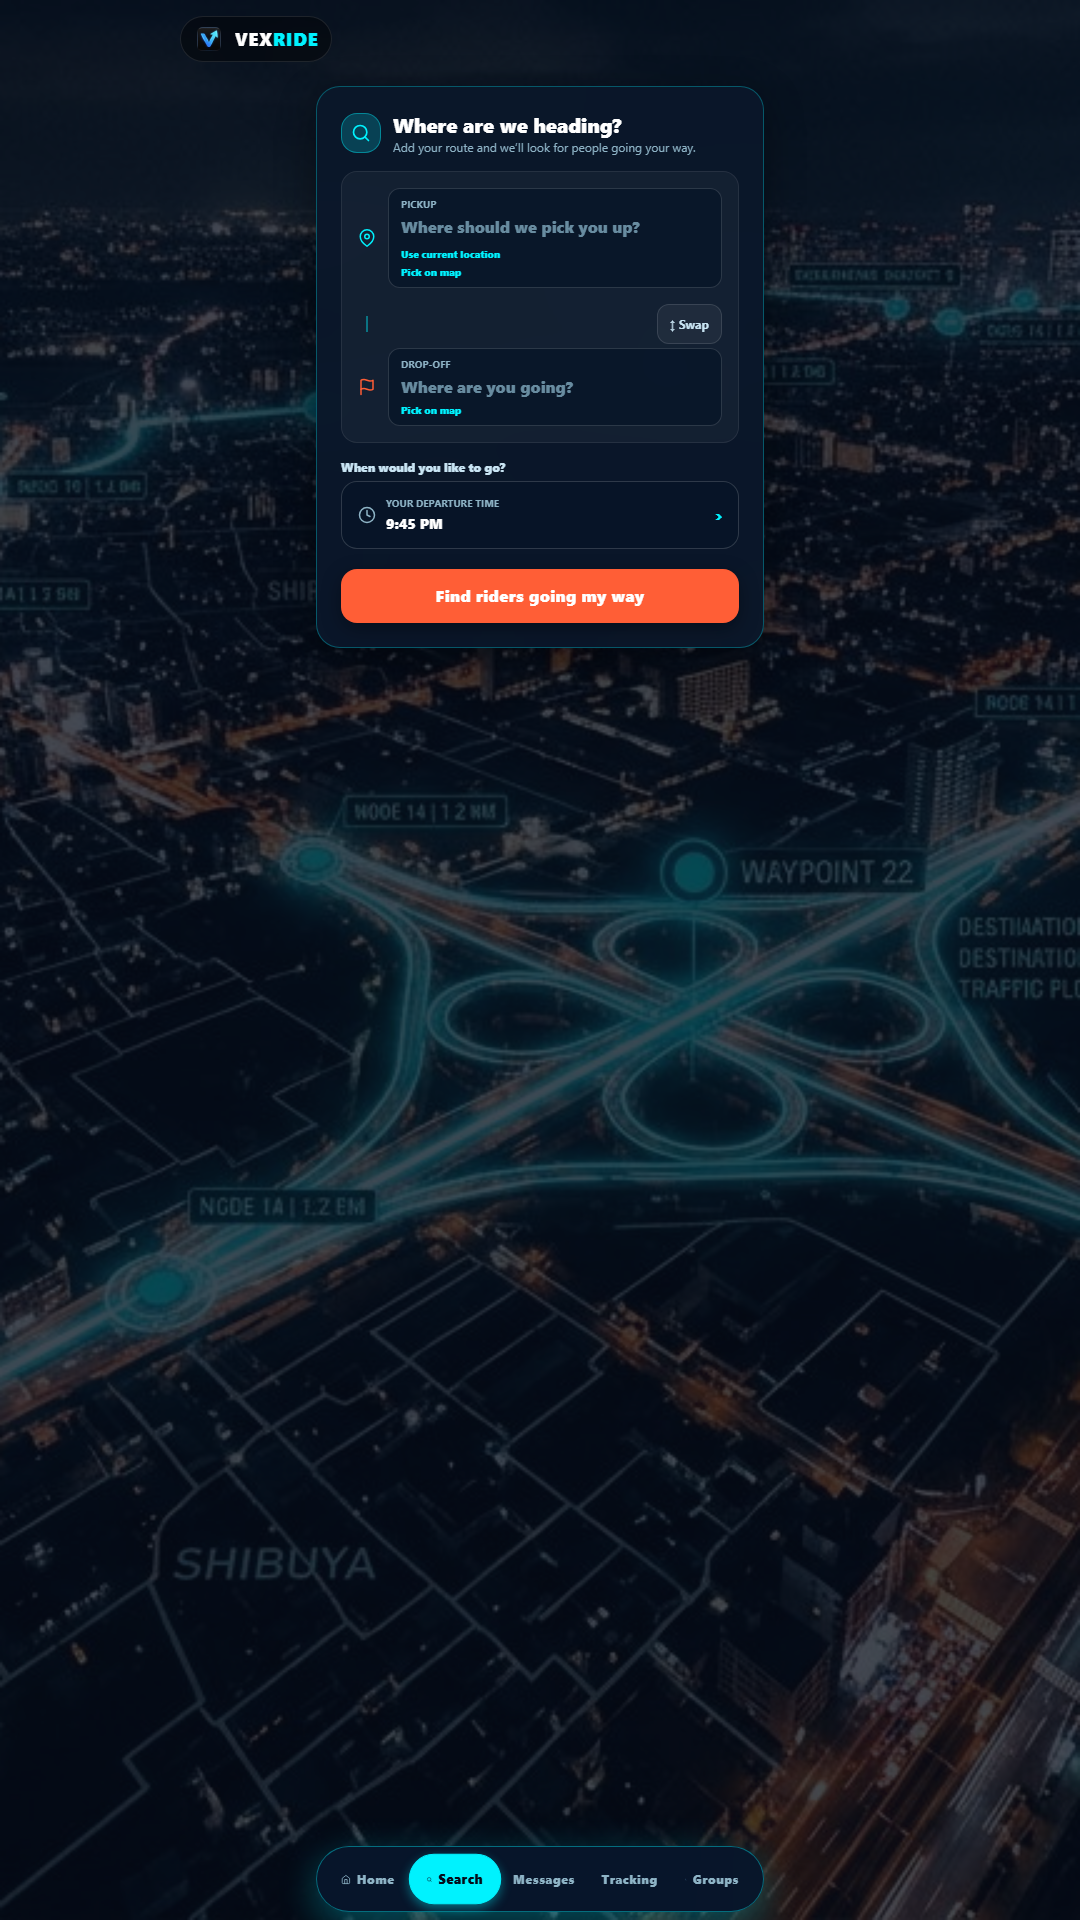 VEXRIDE
Where are we heading?
Add your route and we'll look for people going your way.
PICKUP
Where should we pick you up?
Use current location
Pick on map
↕ Swap
DROP-OFF
Where are you going?
Pick on map
When would you like to go?
YOUR DEPARTURE TIME
9:45 PM
›
Find riders going my way
WAYPOINT 22
SHIBUYA
Home
Search
Messages
Tracking
Groups